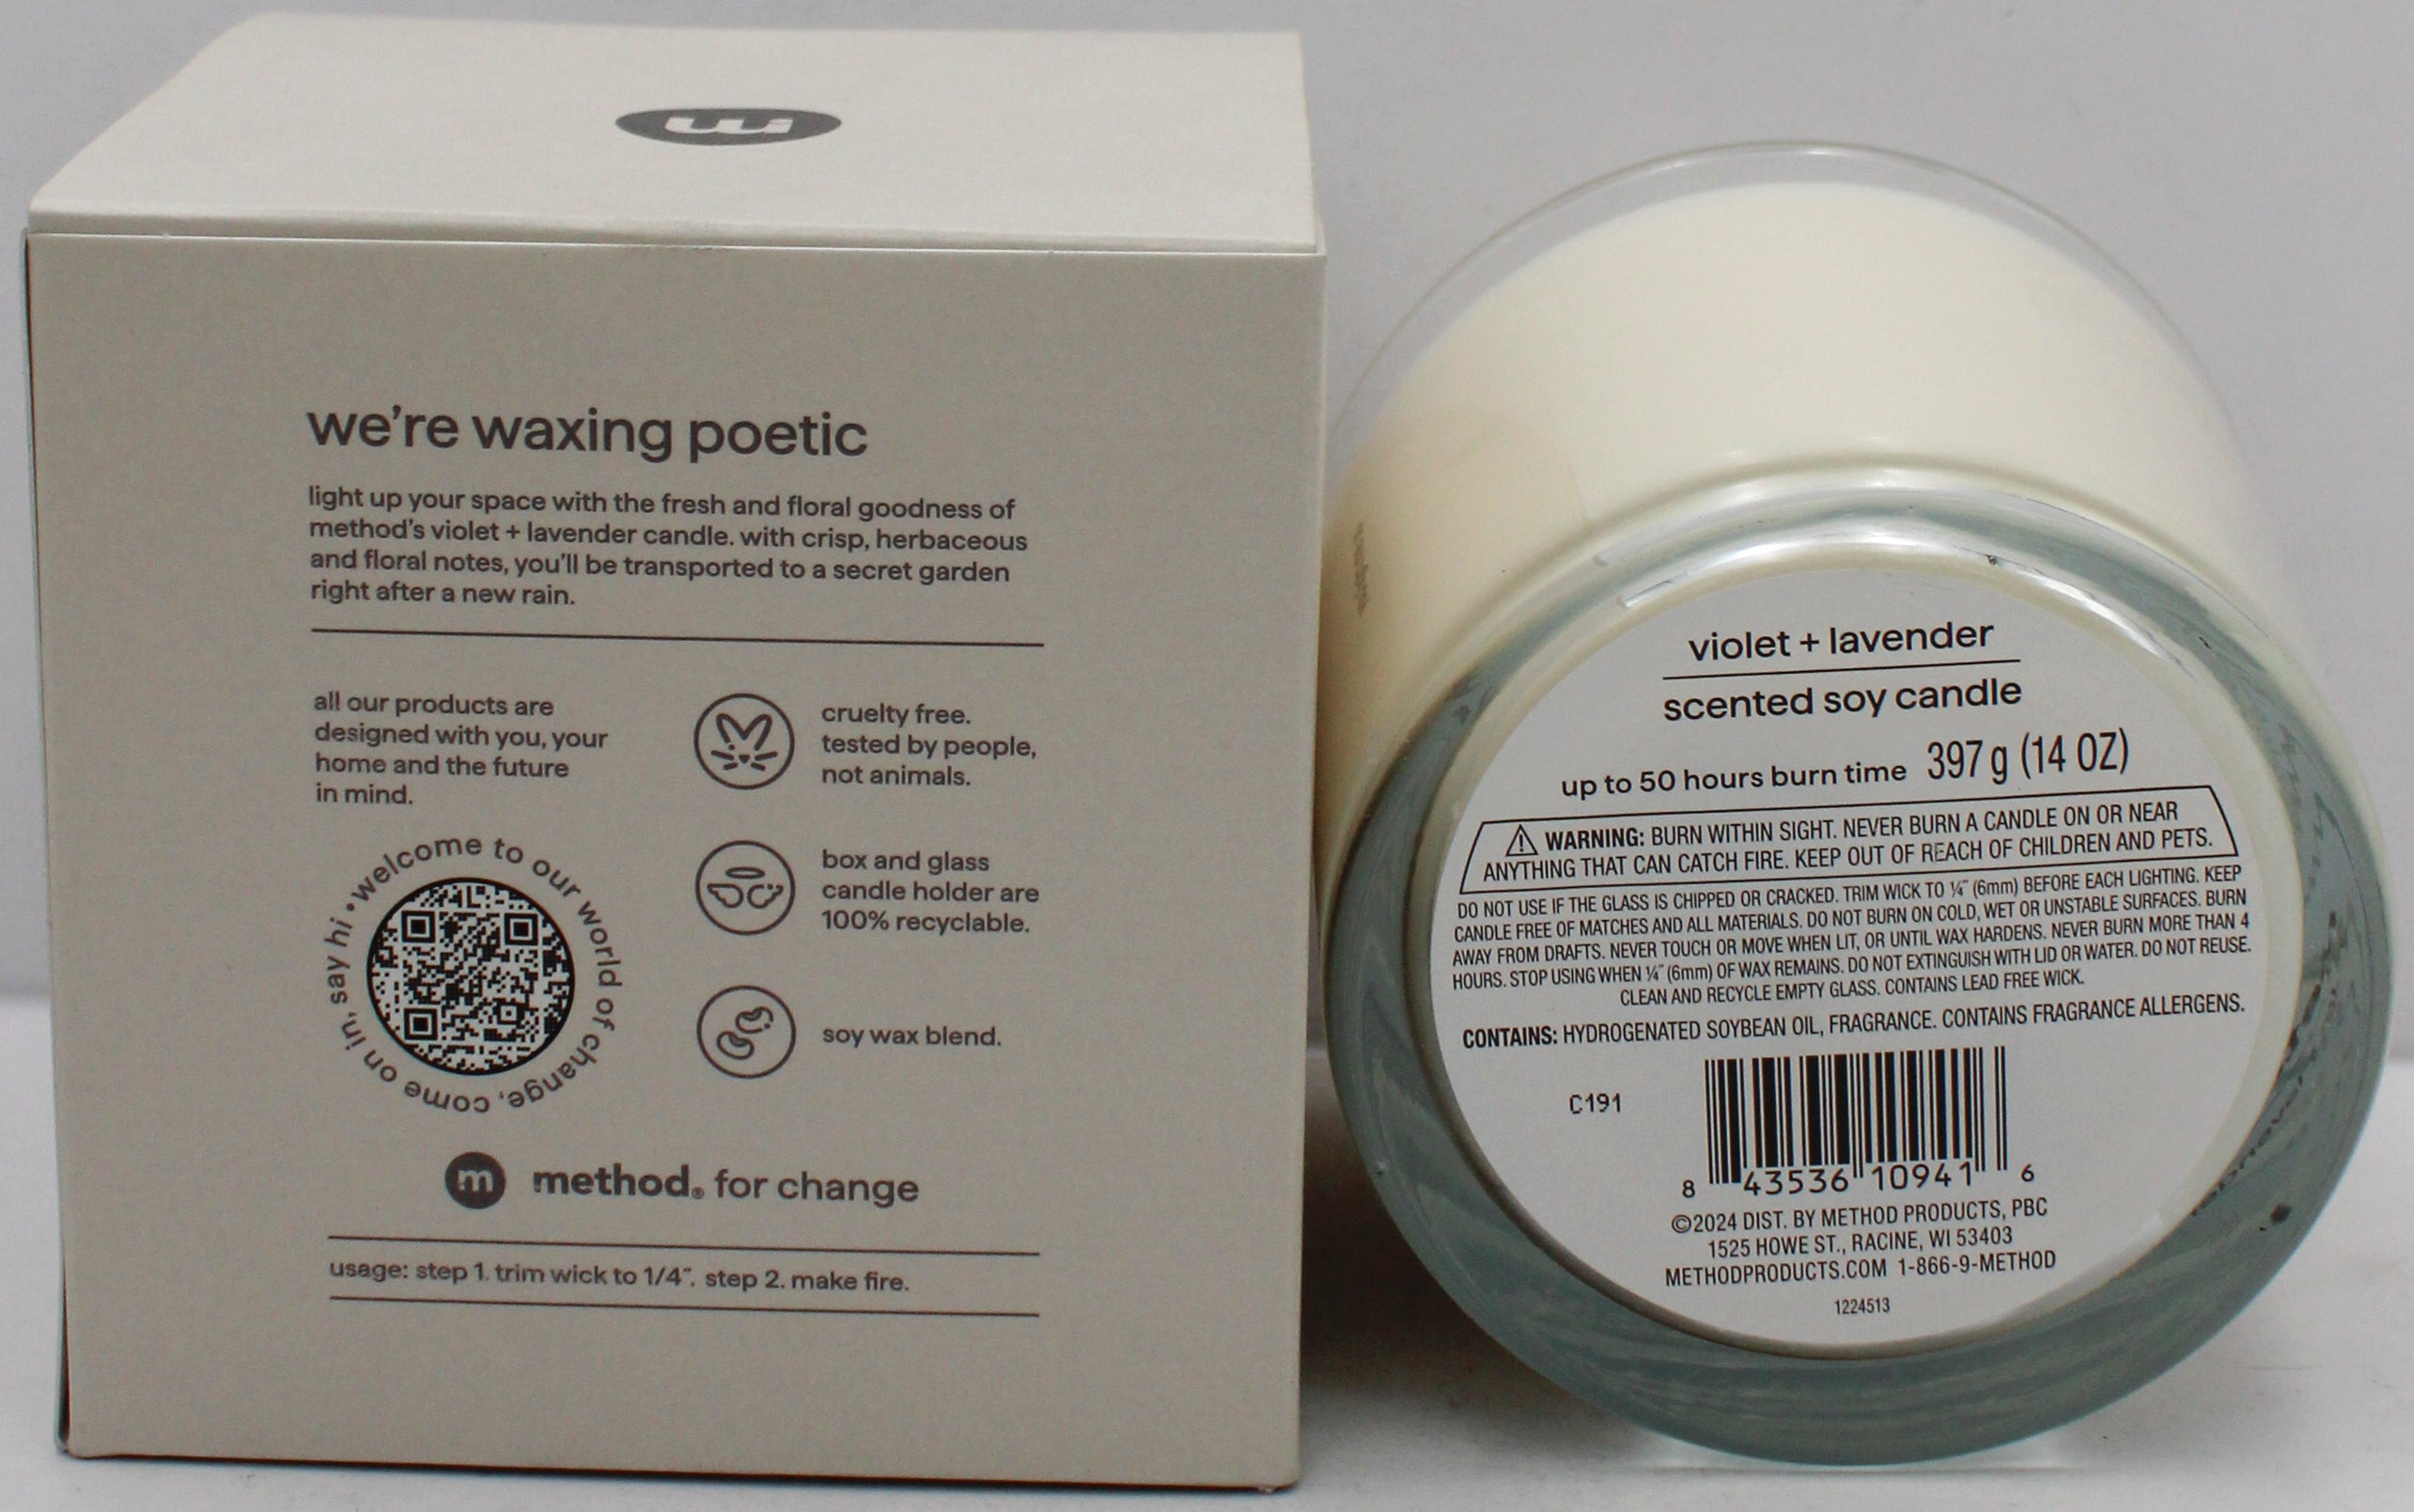 m
we're waxing poetic
light up your space with the fresh and floral goodness of
method's violet + lavender candle. with crisp, herbaceous
and floral notes, you'll be transported to a secret garden
right after a new rain.
all our products are
designed with you, your
home and the future
in mind.
welcome to our world of change, come on in, say hi •
cruelty free.
tested by people,
not animals.
box and glass
candle holder are
100% recyclable.
soy wax blend.
m method® for change
usage: step 1. trim wick to 1/4". step 2. make fire.
violet + lavender
scented soy candle
up to 50 hours burn time 397 g (14 OZ)
⚠ WARNING: BURN WITHIN SIGHT. NEVER BURN A CANDLE ON OR NEAR
ANYTHING THAT CAN CATCH FIRE. KEEP OUT OF REACH OF CHILDREN AND PETS.
DO NOT USE IF THE GLASS IS CHIPPED OR CRACKED. TRIM WICK TO ¼" (6mm) BEFORE EACH LIGHTING. KEEP
CANDLE FREE OF MATCHES AND ALL MATERIALS. DO NOT BURN ON COLD, WET OR UNSTABLE SURFACES. BURN
AWAY FROM DRAFTS. NEVER TOUCH OR MOVE WHEN LIT, OR UNTIL WAX HARDENS. NEVER BURN MORE THAN 4
HOURS. STOP USING WHEN ¼" (6mm) OF WAX REMAINS. DO NOT EXTINGUISH WITH LID OR WATER. DO NOT REUSE.
CLEAN AND RECYCLE EMPTY GLASS. CONTAINS LEAD FREE WICK.
CONTAINS: HYDROGENATED SOYBEAN OIL, FRAGRANCE. CONTAINS FRAGRANCE ALLERGENS.
C191
8 43536 10941 6
©2024 DIST. BY METHOD PRODUCTS, PBC
1525 HOWE ST., RACINE, WI 53403
METHODPRODUCTS.COM 1-866-9-METHOD
1224513